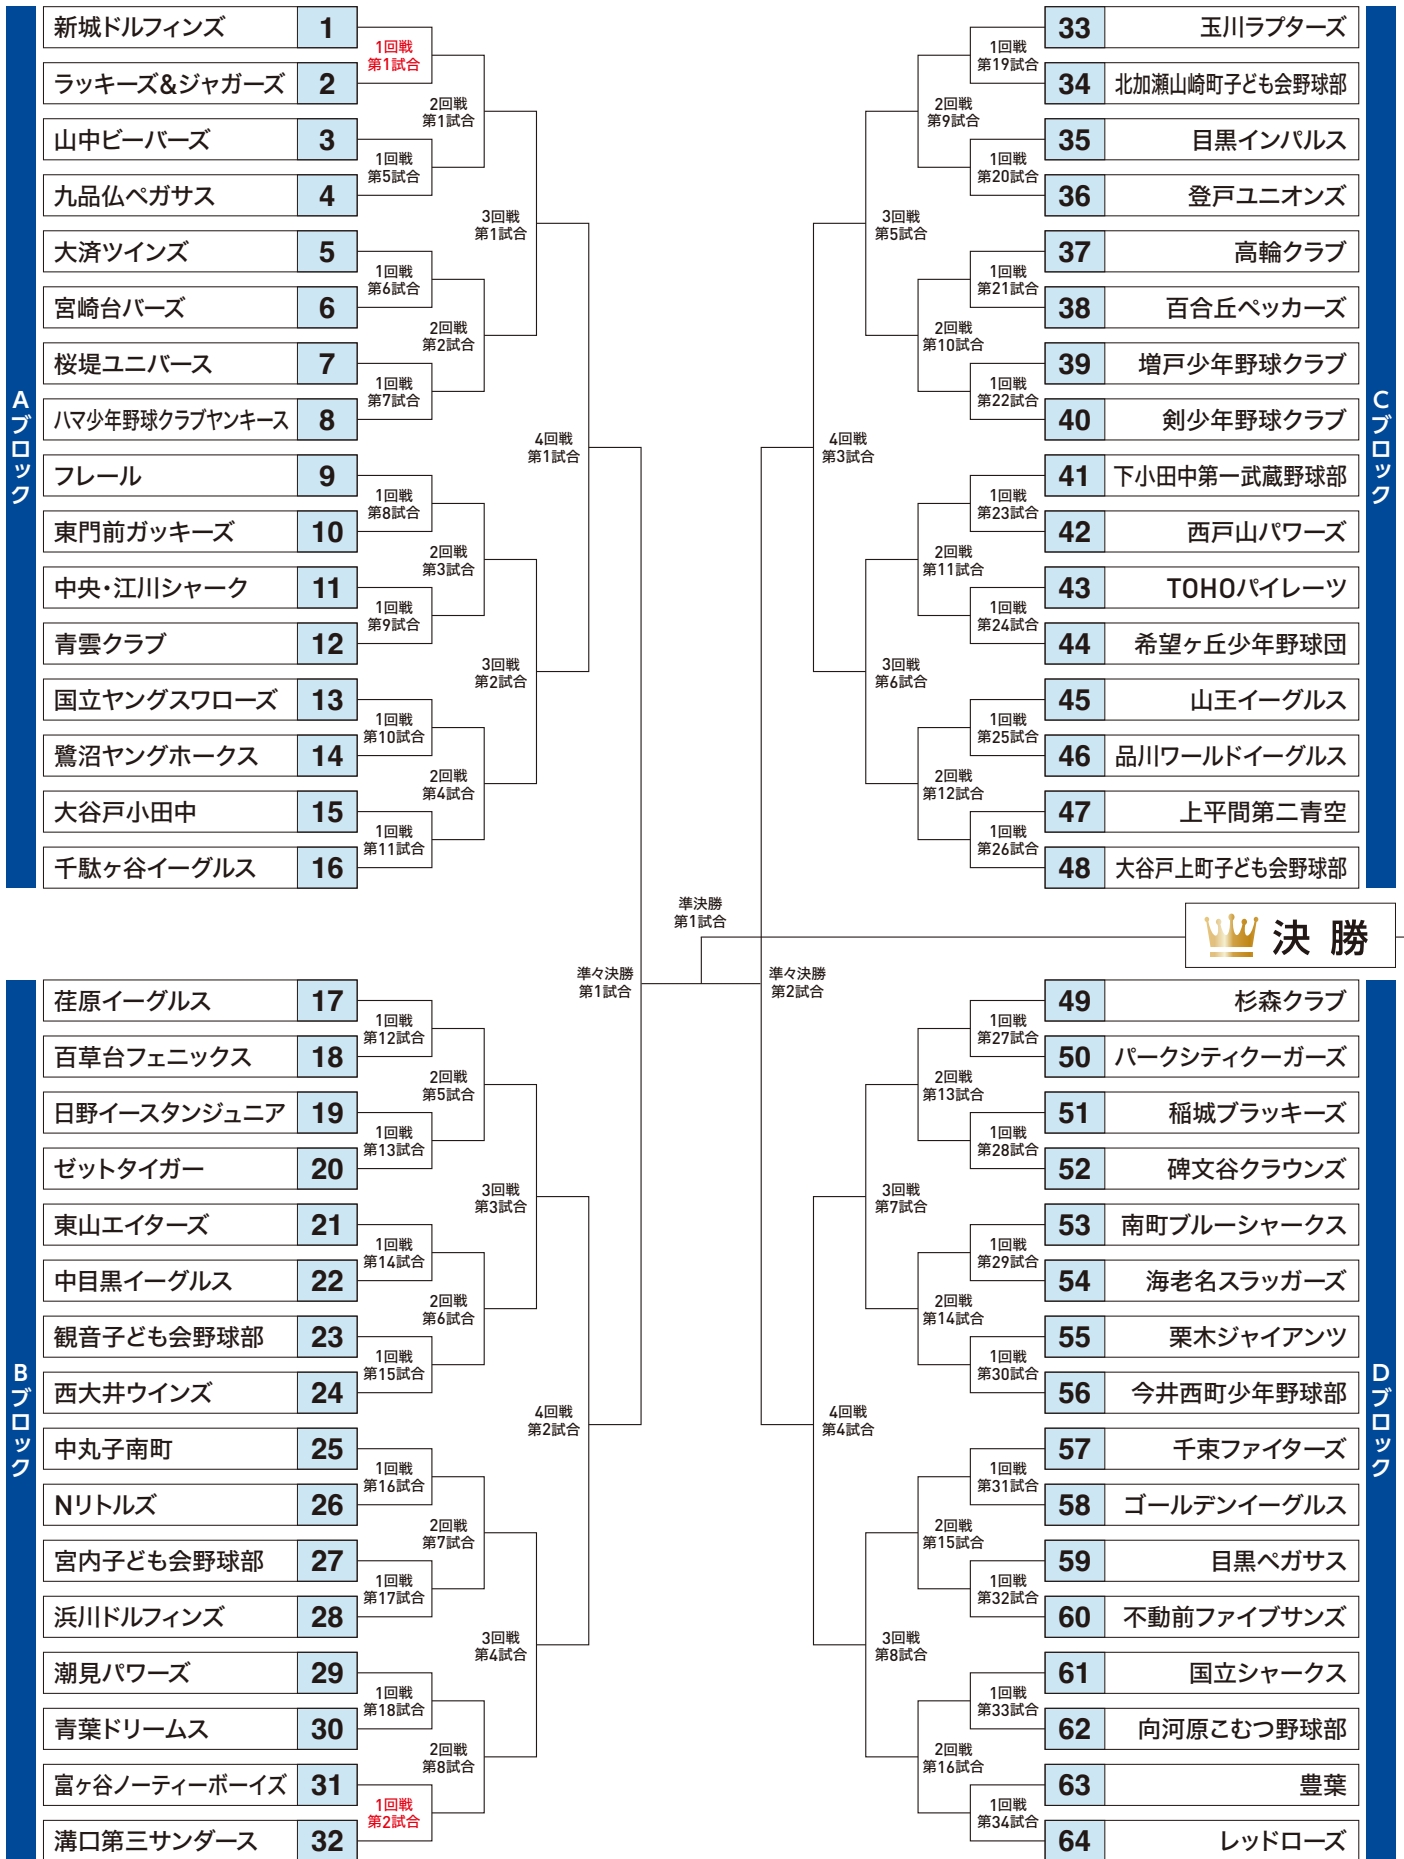 Aブロック
新城ドルフィンズ 1
ラッキーズ&ジャガーズ 2
山中ビーバーズ 3
九品仏ペガサス 4
大済ツインズ 5
宮崎台バーズ 6
桜堤ユニバース 7
ハマ少年野球クラブヤンキース 8
フレール 9
東門前ガッキーズ 10
中央・江川シャーク 11
青雲クラブ 12
国立ヤングスワローズ 13
鷺沼ヤングホークス 14
大谷戸小田中 15
千駄ヶ谷イーグルス 16
1回戦
第1試合
1回戦
第5試合
1回戦
第6試合
1回戦
第7試合
1回戦
第8試合
1回戦
第9試合
1回戦
第10試合
1回戦
第11試合
2回戦
第1試合
2回戦
第2試合
2回戦
第3試合
2回戦
第4試合
3回戦
第1試合
3回戦
第2試合
4回戦
第1試合
Bブロック
荏原イーグルス 17
百草台フェニックス 18
日野イースタンジュニア 19
ゼットタイガー 20
東山エイターズ 21
中目黒イーグルス 22
観音子ども会野球部 23
西大井ウインズ 24
中丸子南町 25
Nリトルズ 26
宮内子ども会野球部 27
浜川ドルフィンズ 28
潮見パワーズ 29
青葉ドリームス 30
富ヶ谷ノーティーボーイズ 31
溝口第三サンダース 32
1回戦
第12試合
1回戦
第13試合
1回戦
第14試合
1回戦
第15試合
1回戦
第16試合
1回戦
第17試合
1回戦
第18試合
1回戦
第2試合
2回戦
第5試合
2回戦
第6試合
2回戦
第7試合
2回戦
第8試合
3回戦
第3試合
3回戦
第4試合
4回戦
第2試合
準々決勝
第1試合
準決勝
第1試合
準々決勝
第2試合
決 勝
Cブロック
33 玉川ラプターズ
34 北加瀬山崎町子ども会野球部
35 目黒インパルス
36 登戸ユニオンズ
37 高輪クラブ
38 百合丘ペッカーズ
39 増戸少年野球クラブ
40 剣少年野球クラブ
41 下小田中第一武蔵野球部
42 西戸山パワーズ
43 TOHOパイレーツ
44 希望ヶ丘少年野球団
45 山王イーグルス
46 品川ワールドイーグルス
47 上平間第二青空
48 大谷戸上町子ども会野球部
1回戦
第19試合
1回戦
第20試合
1回戦
第21試合
1回戦
第22試合
1回戦
第23試合
1回戦
第24試合
1回戦
第25試合
1回戦
第26試合
2回戦
第9試合
2回戦
第10試合
2回戦
第11試合
2回戦
第12試合
3回戦
第5試合
3回戦
第6試合
4回戦
第3試合
Dブロック
49 杉森クラブ
50 パークシティクーガーズ
51 稲城ブラッキーズ
52 碑文谷クラウンズ
53 南町ブルーシャークス
54 海老名スラッガーズ
55 栗木ジャイアンツ
56 今井西町少年野球部
57 千束ファイターズ
58 ゴールデンイーグルス
59 目黒ペガサス
60 不動前ファイブサンズ
61 国立シャークス
62 向河原こむつ野球部
63 豊葉
64 レッドローズ
1回戦
第27試合
1回戦
第28試合
1回戦
第29試合
1回戦
第30試合
1回戦
第31試合
1回戦
第32試合
1回戦
第33試合
1回戦
第34試合
2回戦
第13試合
2回戦
第14試合
2回戦
第15試合
2回戦
第16試合
3回戦
第7試合
3回戦
第8試合
4回戦
第4試合